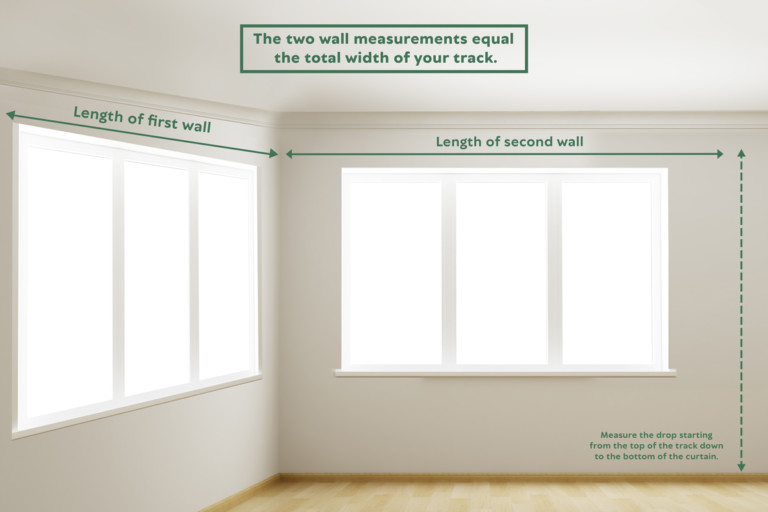 The two wall measurements equal
the total width of your track.
Length of first wall
Length of second wall
Measure the drop starting
from the top of the track down
to the bottom of the curtain.